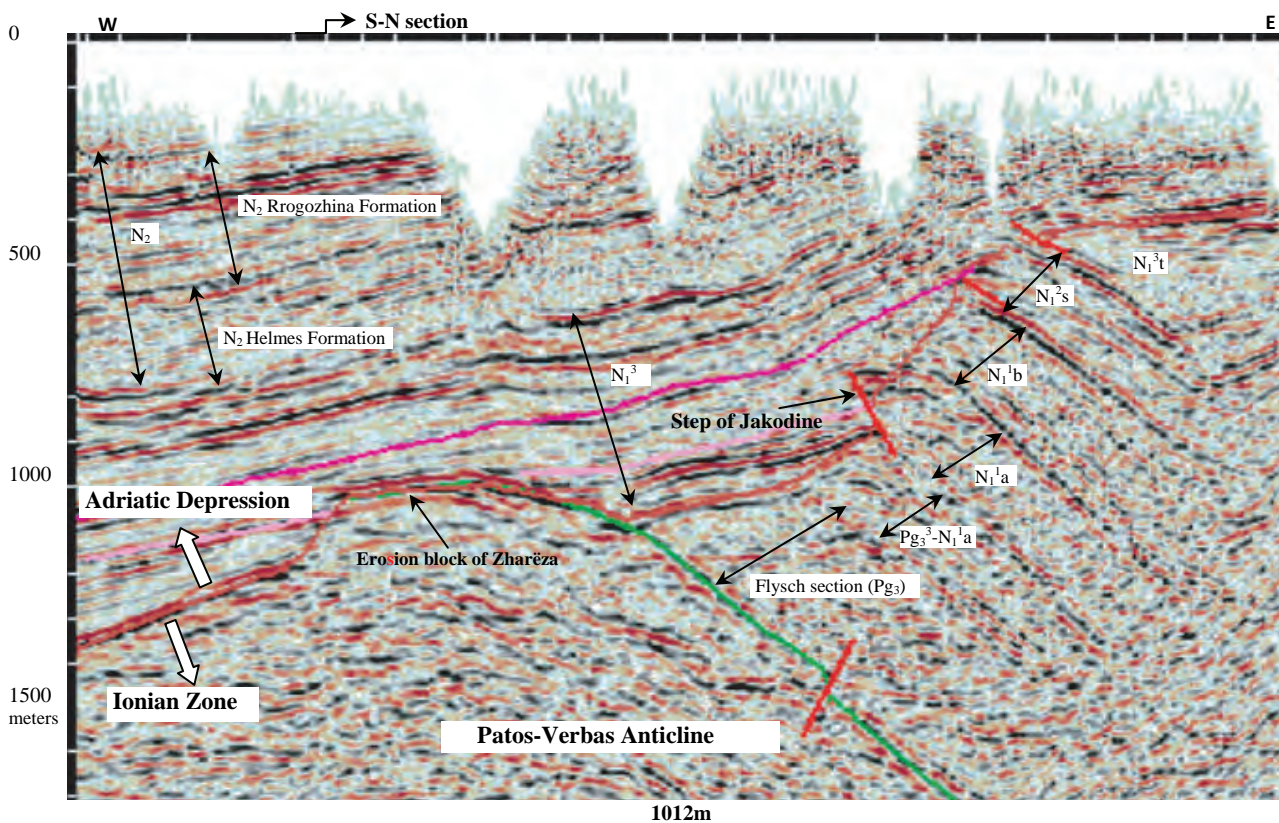 W
S-N section
E
0
500
1000
1500
meters
N₂ Rrogozhina Formation
N₂
N₂ Helmes Formation
N₁³
N₁³t
N₁²s
N₁¹b
Step of Jakodine
N₁¹a
Pg₃³-N₁¹a
Adriatic Depression
Erosion block of Zharëza
Flysch section (Pg₃)
Ionian Zone
Patos-Verbas Anticline
1012m